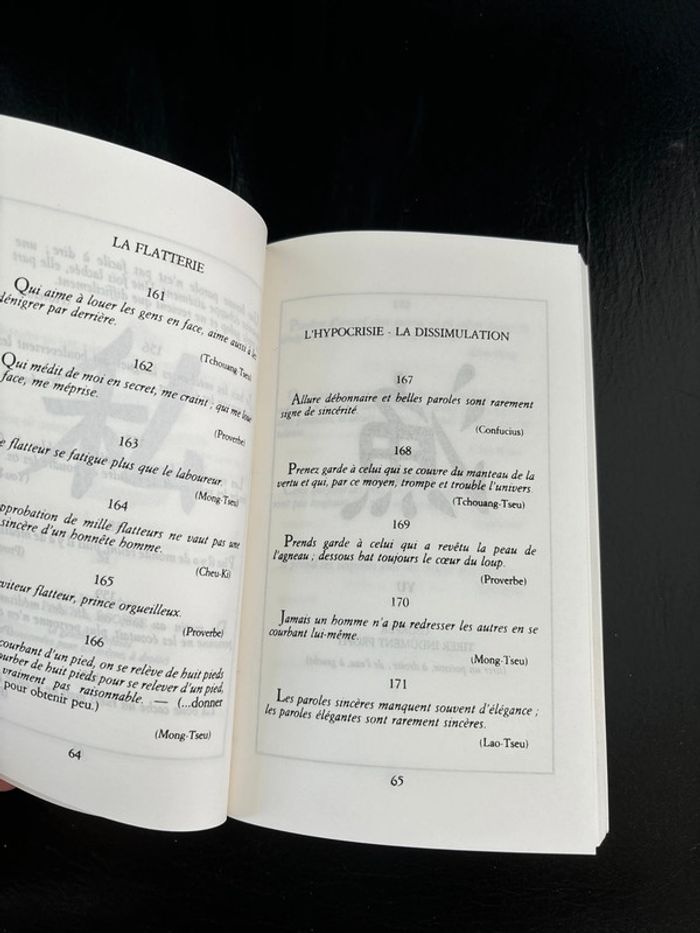 LA FLATTERIE
161
Qui aime à louer les gens en face, aime aussi à les
dénigrer par derrière.
(Tchouang-Tseu)
162
Qui médit de moi en secret, me craint ; qui me loue
face, me méprise.
(Proverbe)
163
flatteur se fatigue plus que le laboureur.
(Mong-Tseu)
164
approbation de mille flatteurs ne vaut pas une
sincère d'un honnête homme.
(Cheu-Ki)
165
flatteur, prince orgueilleux.
(Proverbe)
166
courbant d'un pied, on se relève de huit pieds
de huit pieds pour se relever d'un pied,
vraiment pas raisonnable. — (...donner
pour obtenir peu.)
(Mong-Tseu)
64
L'HYPOCRISIE - LA DISSIMULATION
167
Allure débonnaire et belles paroles sont rarement
signe de sincérité.
(Confucius)
168
Prenez garde à celui qui se couvre du manteau de la
vertu et qui, par ce moyen, trompe et trouble l'univers.
(Tchouang-Tseu)
169
Prends garde à celui qui a revêtu la peau de
l'agneau ; dessous bat toujours le cœur du loup.
(Proverbe)
170
Jamais un homme n'a pu redresser les autres en se
courbant lui-même.
(Mong-Tseu)
171
Les paroles sincères manquent souvent d'élégance ;
les paroles élégantes sont rarement sincères.
(Lao-Tseu)
65